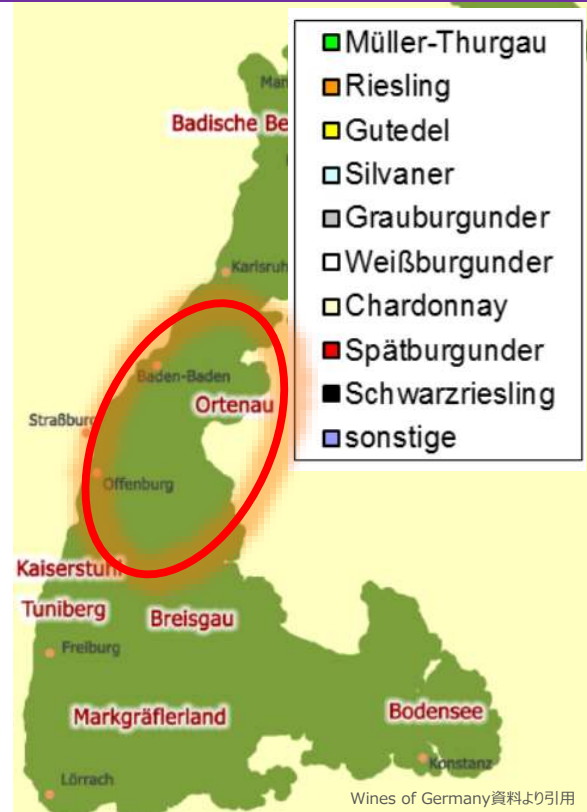 Müller-Thurgau
Riesling
Gutedel
Silvaner
Grauburgunder
Weißburgunder
Chardonnay
Spätburgunder
Schwarzriesling
sonstige
Badische Be
Karlsruh
Baden-Baden
Ortenau
Straßburg
Offenburg
Kaiserstuhl
Tuniberg
Breisgau
Freiburg
Markgräflerland
Bodensee
Konstanz
Lörrach
Wines of Germany資料より引用